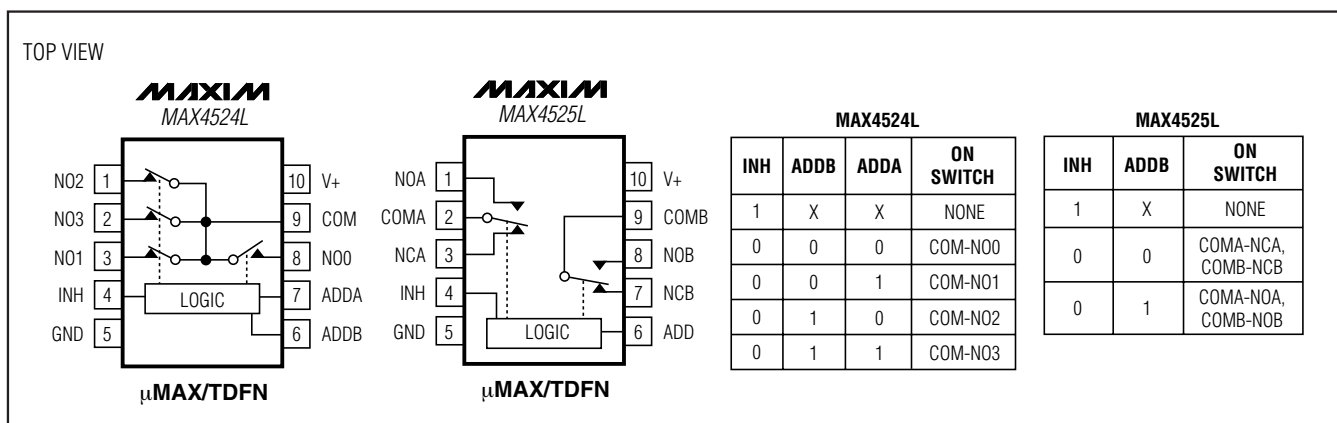 TOP VIEW
MAXIM
MAX4524L
NO2 1
NO3 2
NO1 3
INH 4
GND 5
10 V+
9 COM
8 NO0
7 ADDA
6 ADDB
LOGIC
µMAX/TDFN
MAXIM
MAX4525L
NOA 1
COMA 2
NCA 3
INH 4
GND 5
10 V+
9 COMB
8 NOB
7 NCB
6 ADD
LOGIC
µMAX/TDFN
MAX4524L
INH ADDB ADDA ON SWITCH
1 X X NONE
0 0 0 COM-NO0
0 0 1 COM-NO1
0 1 0 COM-NO2
0 1 1 COM-NO3
MAX4525L
INH ADDB ON SWITCH
1 X NONE
0 0 COMA-NCA, COMB-NCB
0 1 COMA-NOA, COMB-NOB